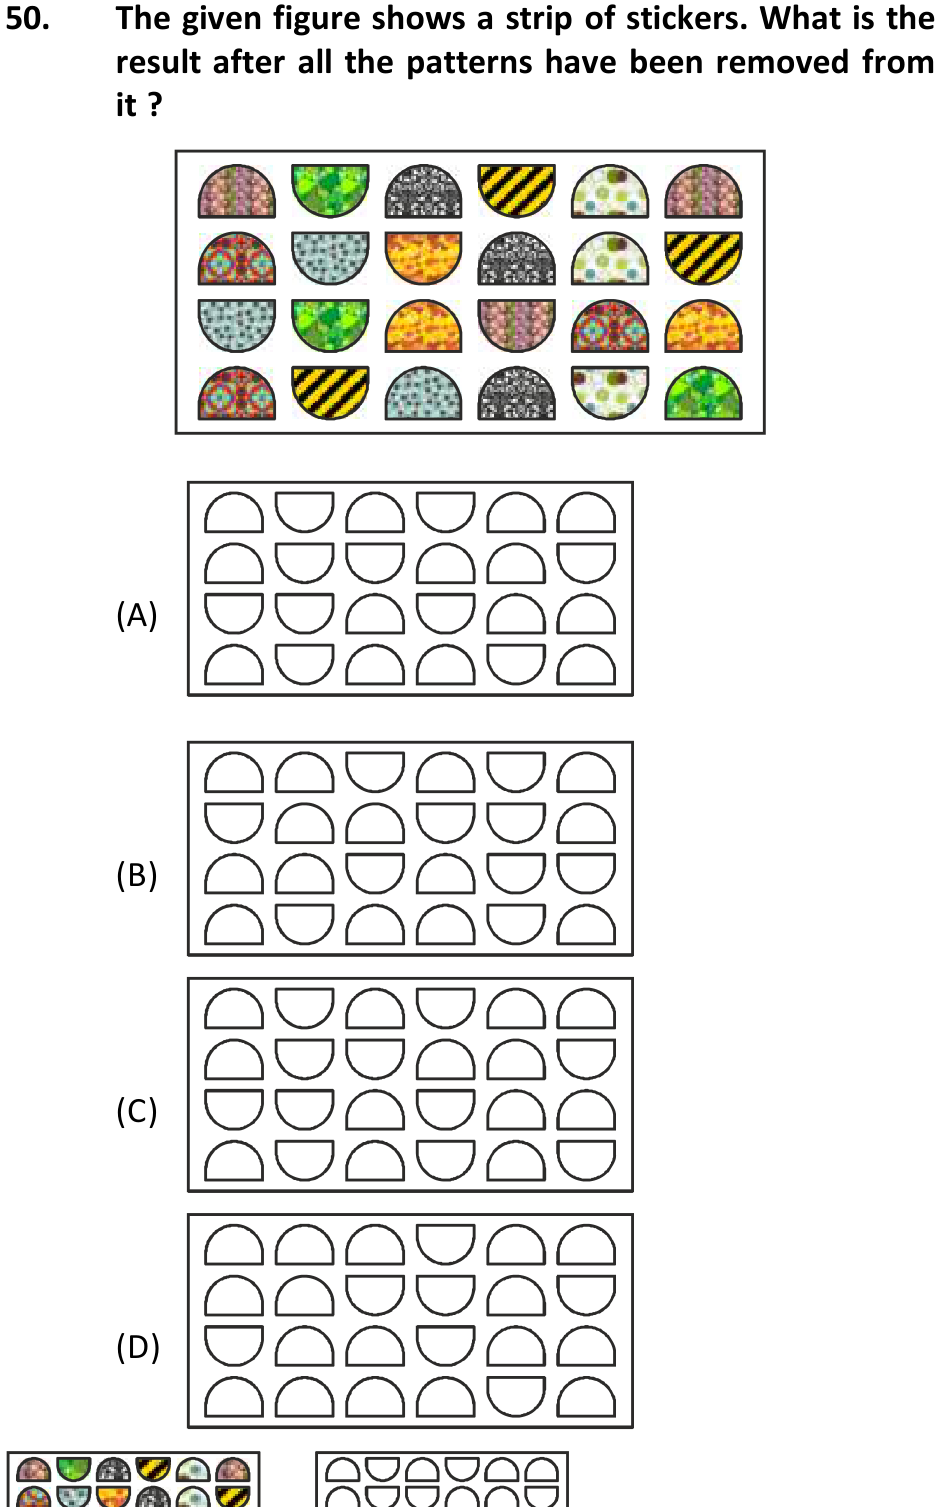 50. The given figure shows a strip of stickers. What is the
result after all the patterns have been removed from
it ?
(A)
(B)
(C)
(D)